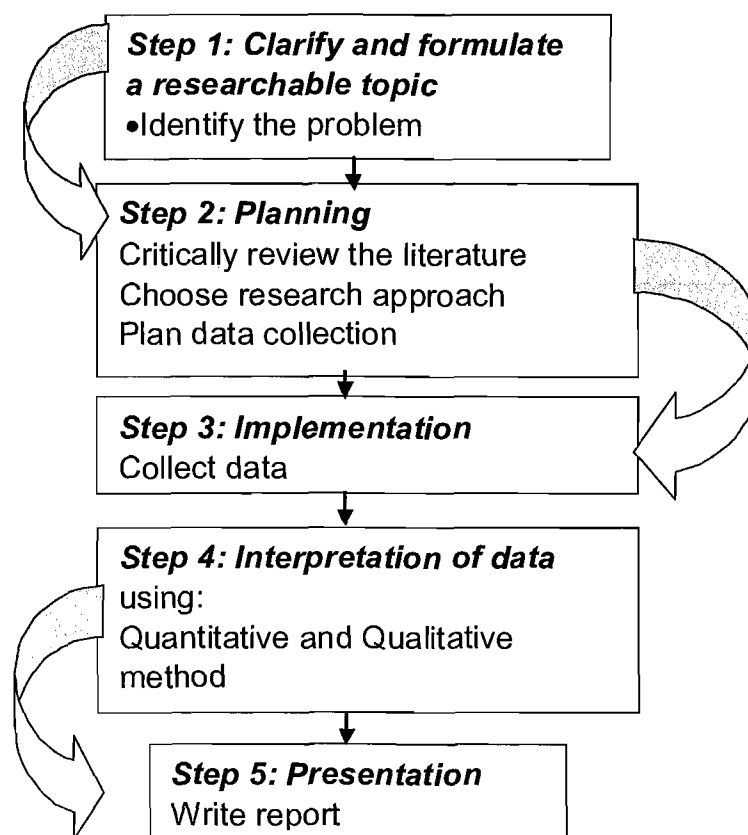 Step 1: Clarify and formulate
a researchable topic
•Identify the problem
Step 2: Planning
Critically review the literature
Choose research approach
Plan data collection
Step 3: Implementation
Collect data
Step 4: Interpretation of data
using:
Quantitative and Qualitative
method
Step 5: Presentation
Write report